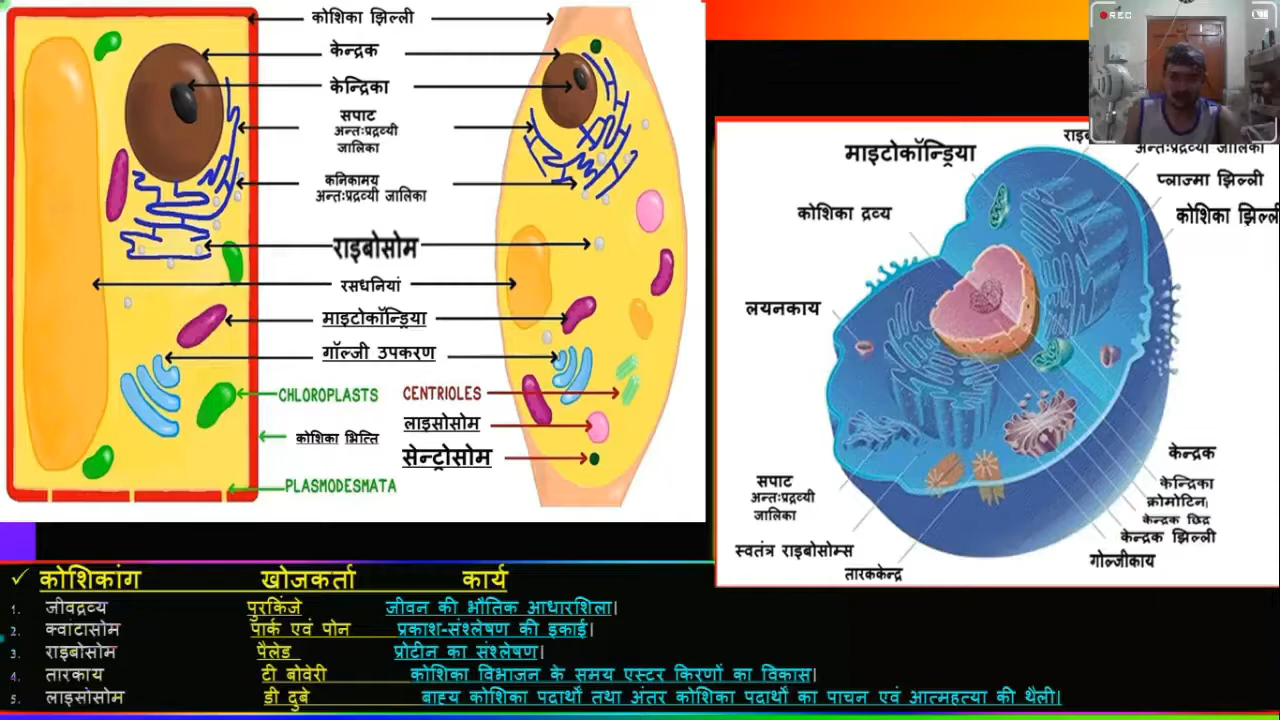 कोशिका झिल्ली
केन्द्रक
केन्द्रिका
सपाट
अन्तःप्रद्रव्यी
जालिका
कनिकामय
अन्तःप्रद्रव्यी जालिका
राइबोसोम
रसधनियां
माइटोकॉन्ड्रिया
गॉल्जी उपकरण
CHLOROPLASTS
CENTRIOLES
लाइसोसोम
कोशिका भित्ति
सेन्ट्रोसोम
PLASMODESMATA
REC
माइटोकॉन्ड्रिया
अन्तःप्रद्रव्यी जालिका
प्लाज्मा झिल्ली
कोशिका द्रव्य
लयनकाय
केन्द्रक
सपाट
अन्तःप्रद्रव्यी
जालिका
केन्द्रिका
क्रोमोटिन।
केन्द्रक छिद्र
केन्द्रक झिल्ली
स्वतंत्र राइबोसोम्स
गोल्जीकाय
तारककेन्द्र
✓ कोशिकांग खोजकर्ता कार्य
1. जीवद्रव्य पुरकिंजे जीवन की भौतिक आधारशिला।
2. क्वांटासोम पार्क एवं पोन प्रकाश-संश्लेषण की इकाई।
3. राइबोसोम पैलेड प्रोटीन का संश्लेषण।
4. तारकाय टी बोवेरी कोशिका विभाजन के समय एस्टर किरणों का विकास।
5. लाइसोसोम डी दुबे बाह्य कोशिका पदार्थों तथा अंतर कोशिका पदार्थों का पाचन एवं आत्महत्या की थैली।